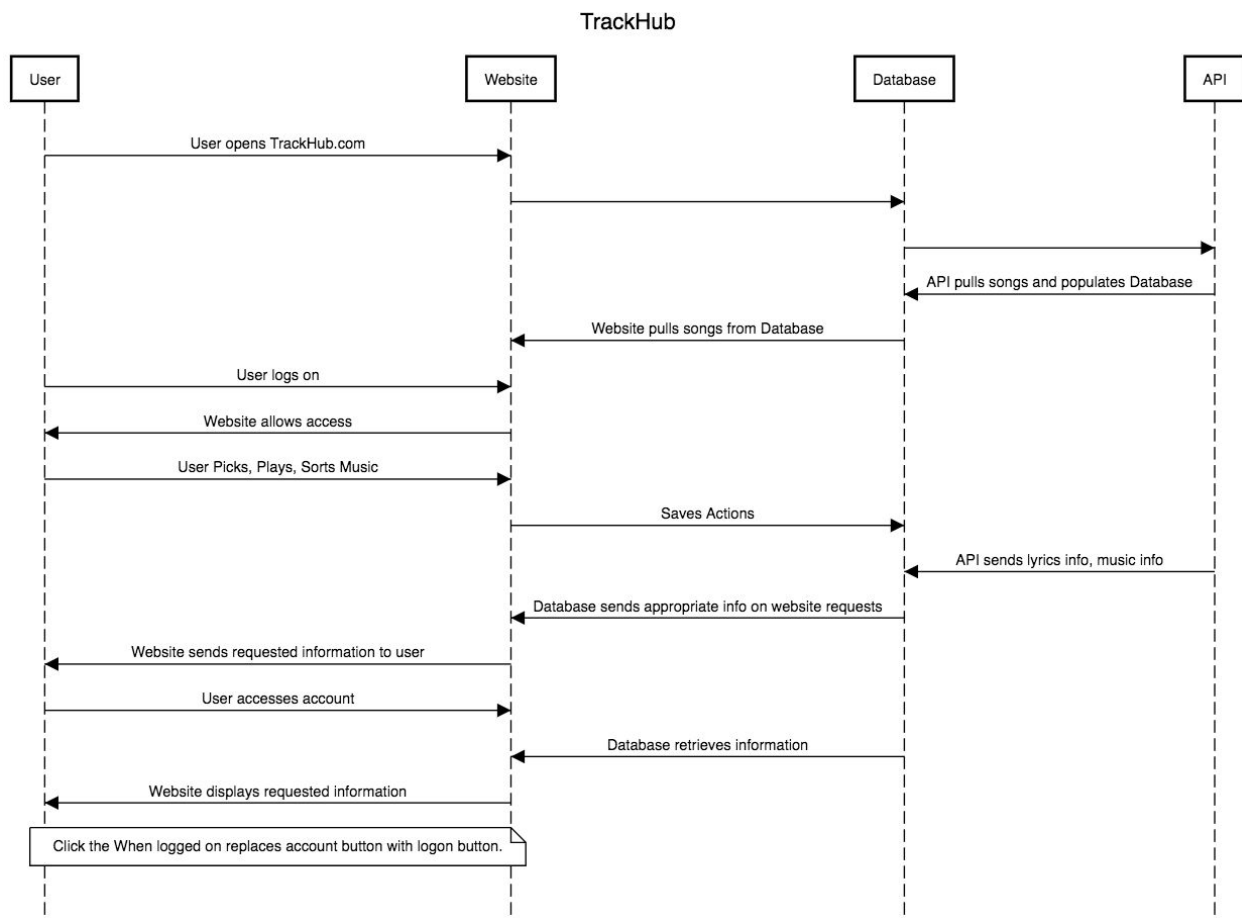 TrackHub
User
Website
Database
API
User opens TrackHub.com
API pulls songs and populates Database
Website pulls songs from Database
User logs on
Website allows access
User Picks, Plays, Sorts Music
Saves Actions
API sends lyrics info, music info
Database sends appropriate info on website requests
Website sends requested information to user
User accesses account
Database retrieves information
Website displays requested information
Click the When logged on replaces account button with logon button.